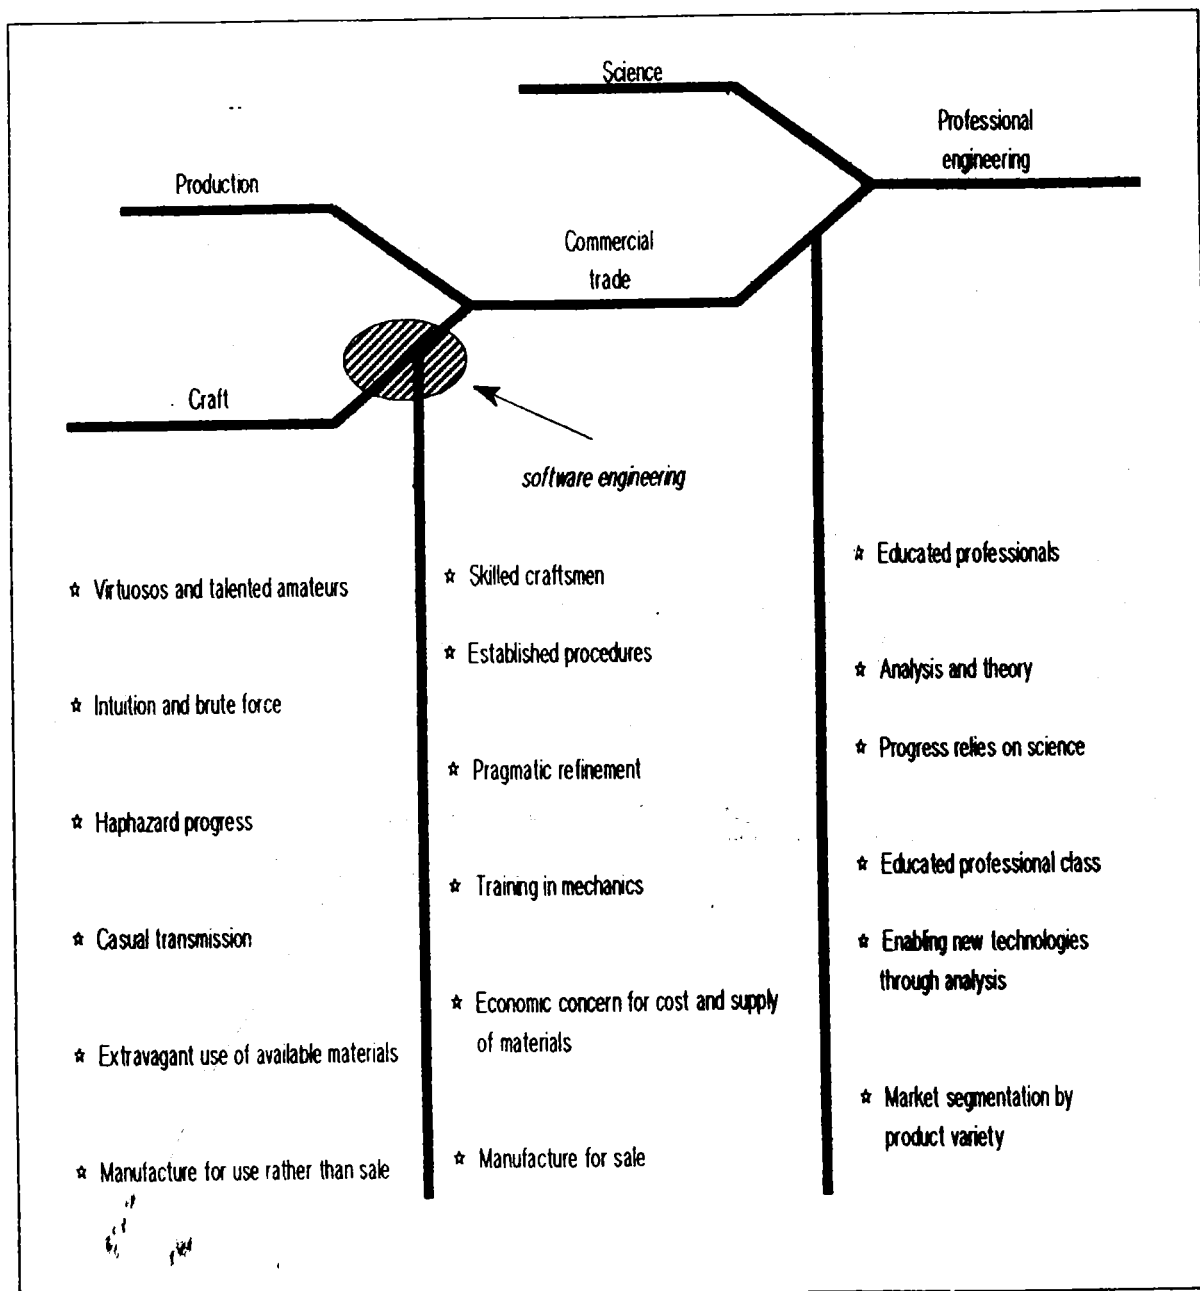 Science
Professional
engineering
Production
Commercial
trade
Craft
software engineering
☆ Virtuosos and talented amateurs
☆ Intuition and brute force
☆ Haphazard progress
☆ Casual transmission
☆ Extravagant use of available materials
☆ Manufacture for use rather than sale
☆ Skilled craftsmen
☆ Established procedures
☆ Pragmatic refinement
☆ Training in mechanics
☆ Economic concern for cost and supply
of materials
☆ Manufacture for sale
☆ Educated professionals
☆ Analysis and theory
☆ Progress relies on science
☆ Educated professional class
☆ Enabling new technologies
through analysis
☆ Market segmentation by
product variety